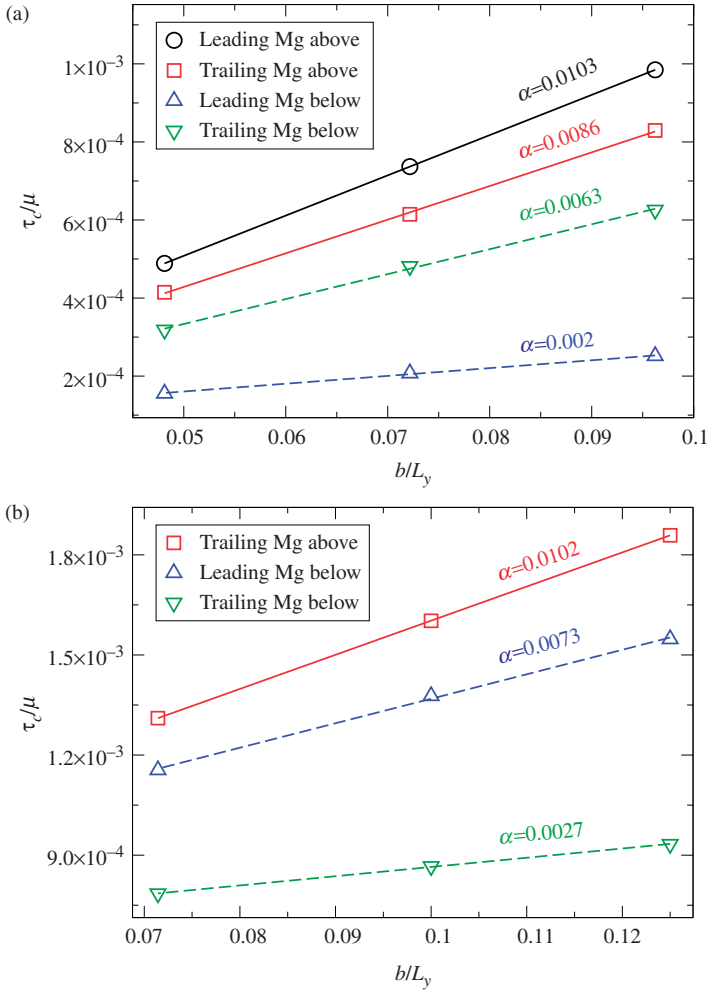 (a)
Leading Mg above
Trailing Mg above
Leading Mg below
Trailing Mg below
α=0.0103
α=0.0086
α=0.0063
α=0.002
1×10⁻³
8×10⁻⁴
6×10⁻⁴
4×10⁻⁴
2×10⁻⁴
τc/μ
0.05 0.06 0.07 0.08 0.09 0.1
b/Ly
(b)
Trailing Mg above
Leading Mg below
Trailing Mg below
α=0.0102
α=0.0073
α=0.0027
1.8×10⁻³
1.5×10⁻³
1.2×10⁻³
9.0×10⁻⁴
τc/μ
0.07 0.08 0.09 0.1 0.11 0.12
b/Ly